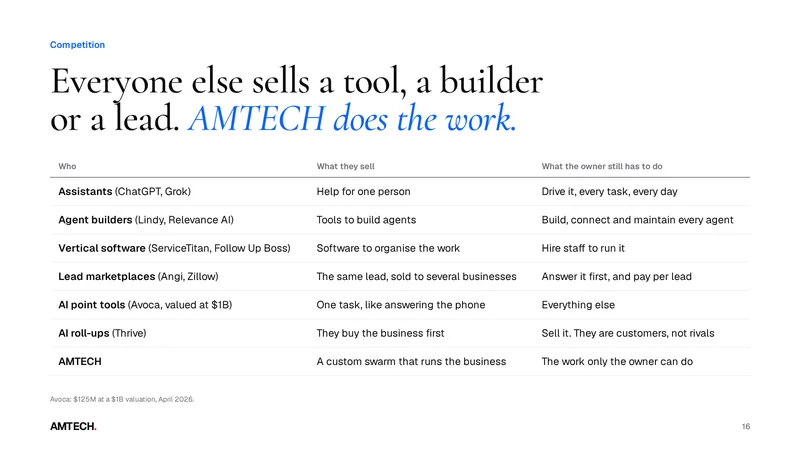 Competition
Everyone else sells a tool, a builder
or a lead. AMTECH does the work.
Who What they sell What the owner still has to do
Assistants (ChatGPT, Grok) Help for one person Drive it, every task, every day
Agent builders (Lindy, Relevance AI) Tools to build agents Build, connect and maintain every agent
Vertical software (ServiceTitan, Follow Up Boss) Software to organise the work Hire staff to run it
Lead marketplaces (Angi, Zillow) The same lead, sold to several businesses Answer it first, and pay per lead
AI point tools (Avoca, valued at $1B) One task, like answering the phone Everything else
AI roll-ups (Thrive) They buy the business first Sell it. They are customers, not rivals
AMTECH A custom swarm that runs the business The work only the owner can do
Avoca: $125M at a $1B valuation, April 2026.
AMTECH. 16